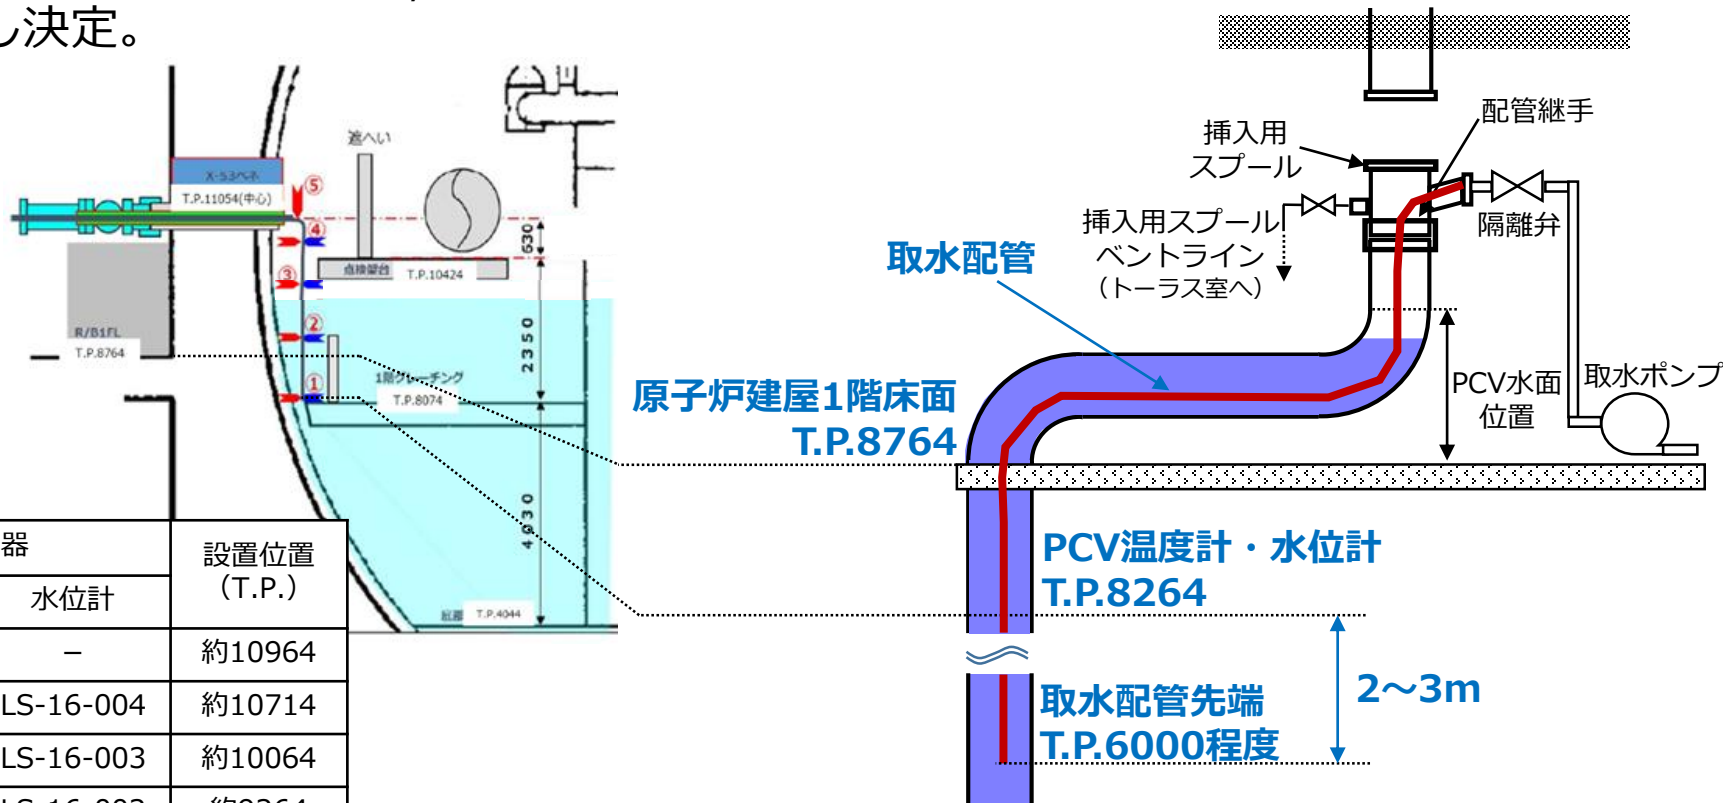 し決定。
遮へい
X-53ペネ
T.P.11054(中心)
⑤
④
③
②
①
630
点検架台
T.P.10424
2350
R/B1FL
T.P.8764
1階グレーチング
T.P.8074
4030
底部
T.P.4044
器
水位計
設置位置
(T.P.)
–
約10964
LS-16-004
約10714
LS-16-003
約10064
挿入用
スプール
配管継手
隔離弁
挿入用スプール
ベントライン
(トーラス室へ)
取水配管
原子炉建屋1階床面
T.P.8764
PCV水面
位置
取水ポンプ
PCV温度計・水位計
T.P.8264
取水配管先端
T.P.6000程度
2～3m